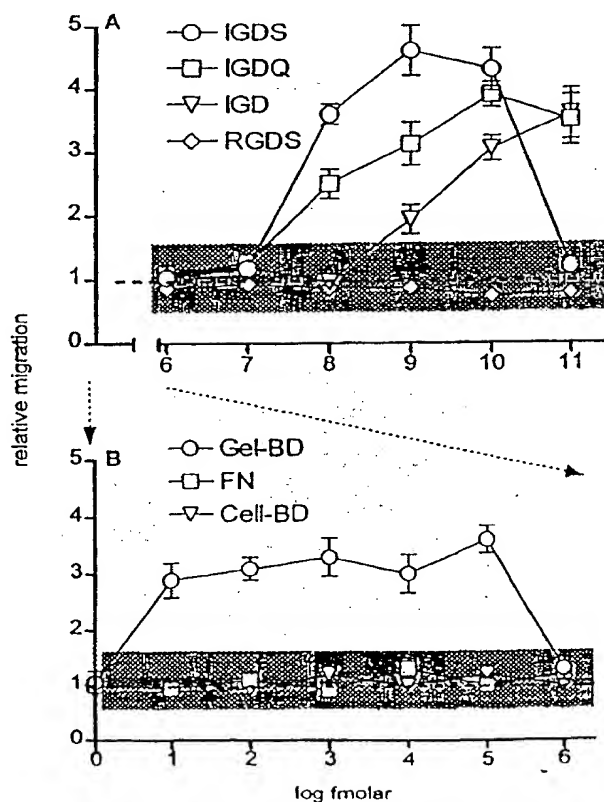 A
5
IGDS
IGDQ
4
IGD
RGDS
3
2
1
0
6 7 8 9 10 11
relative migration
5
B
Gel-BD
FN
4
Cell-BD
3
2
1
0
0 1 2 3 4 5 6
log fmolar